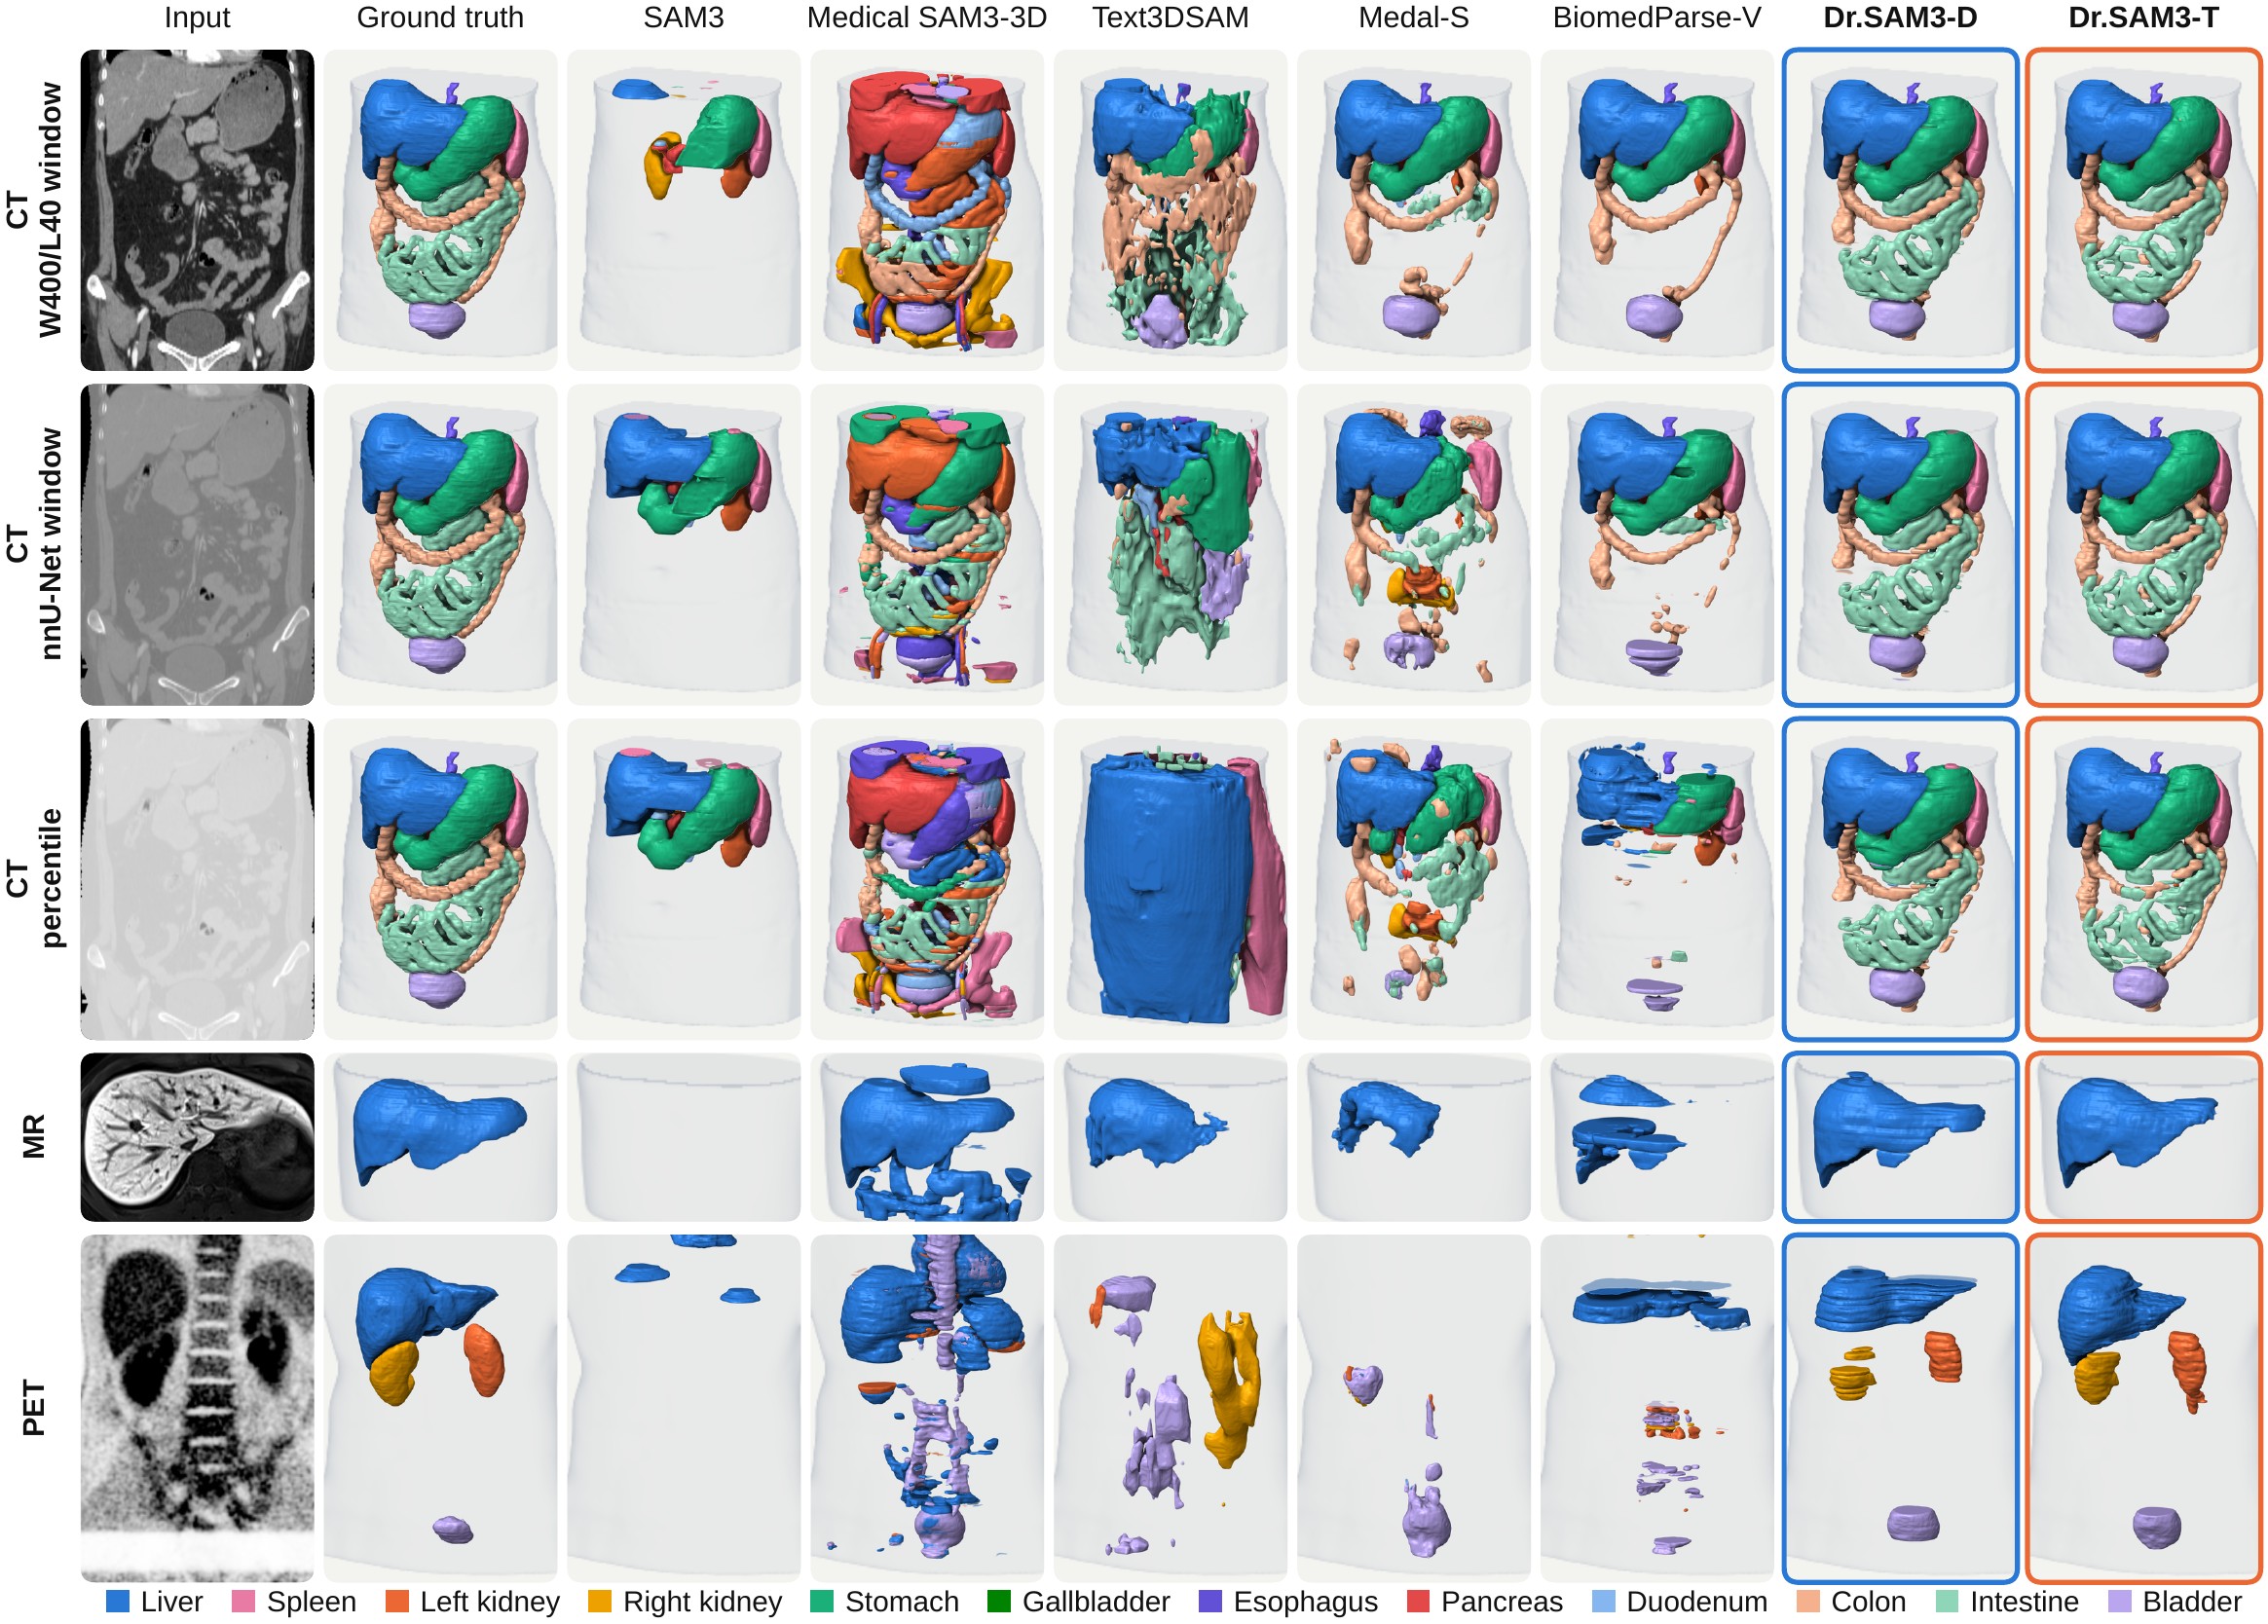 Input Ground truth SAM3 Medical SAM3-3D Text3DSAM Medal-S BiomedParse-V Dr.SAM3-D Dr.SAM3-T
CT
W400/L40 window
CT
nnU-Net window
CT
percentile
MR
PET
Liver Spleen Left kidney Right kidney Stomach Gallbladder Esophagus Pancreas Duodenum Colon Intestine Bladder